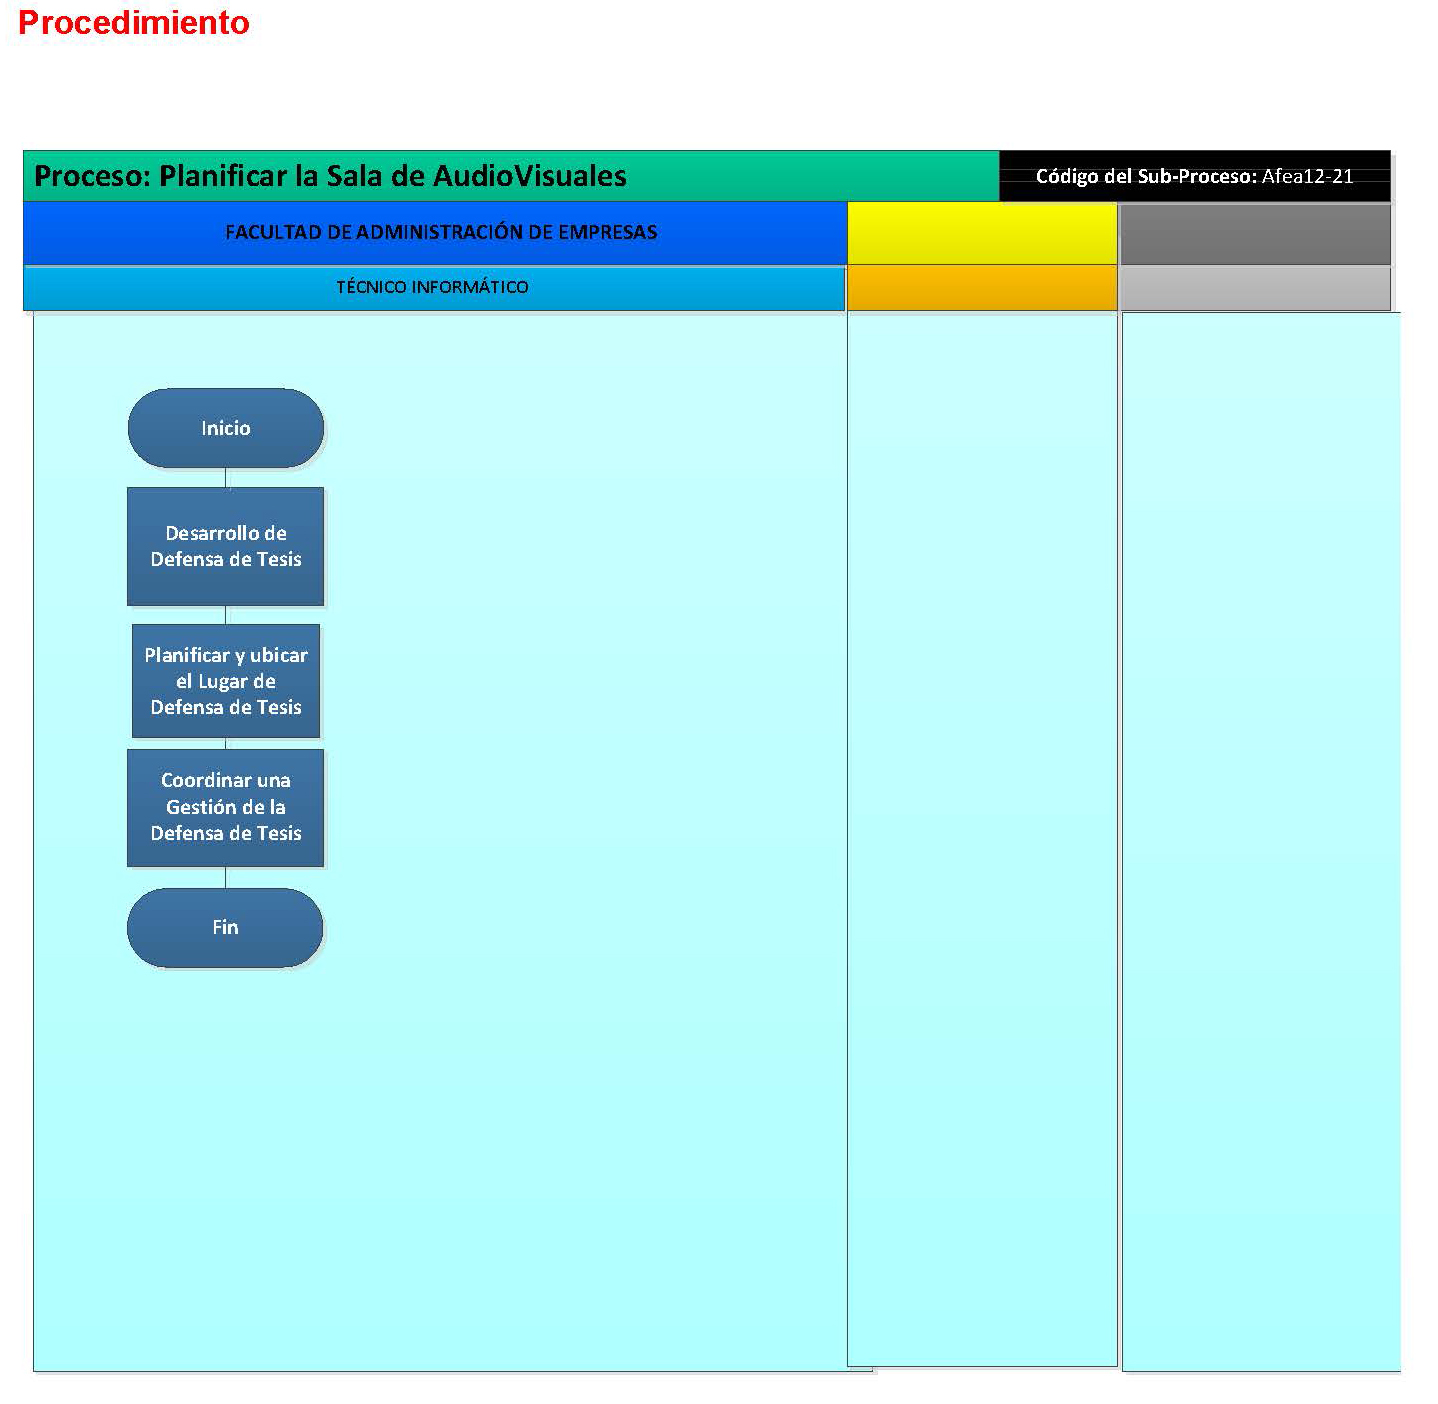 Procedimiento
Proceso: Planificar la Sala de AudioVisuales
Código del Sub-Proceso: Afea12-21
FACULTAD DE ADMINISTRACIÓN DE EMPRESAS
TÉCNICO INFORMÁTICO
Inicio
Desarrollo de
Defensa de Tesis
Planificar y ubicar
el Lugar de
Defensa de Tesis
Coordinar una
Gestión de la
Defensa de Tesis
Fin